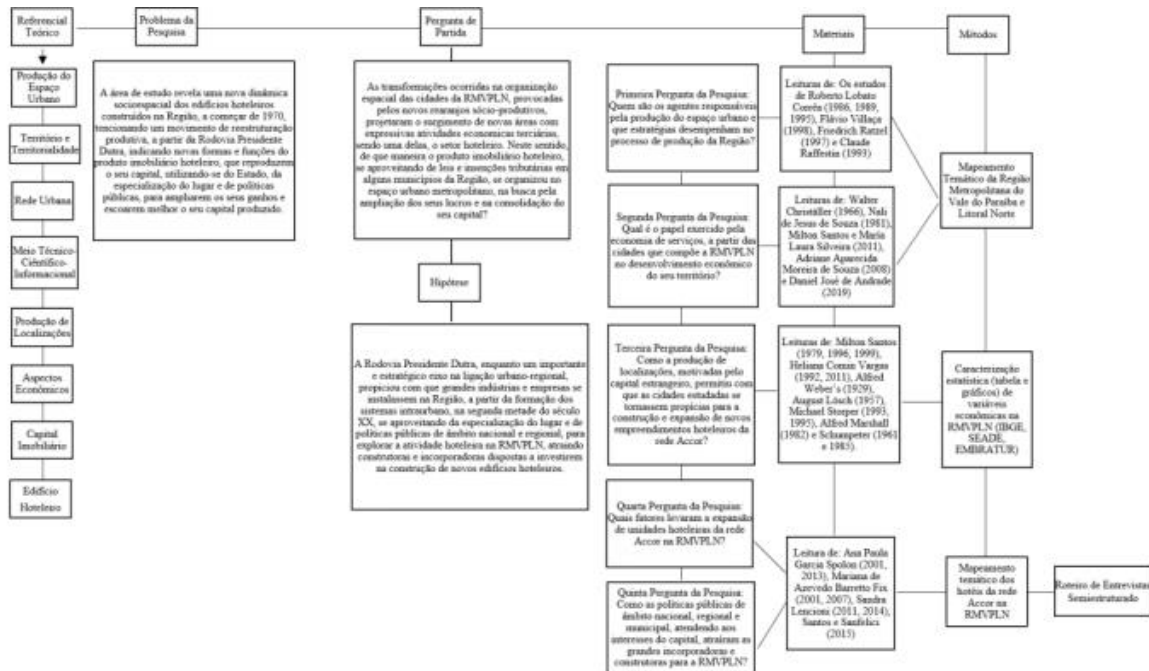 Referencial
Teórico
Problema da
Pesquisa
Pergunta de
Partida
Materiais
Métodos
Produção do
Espaço
Urbano
Território e
Territorialidade
Rede Urbana
Meio Técnico-
Ciêntífico-
Informacional
Produção de
Localizações
Aspectos
Econômicos
Capital
Imobiliário
Edifício
Hoteleiro
A área de estudo revela uma nova dinâmica
socioespacial dos edifícios hoteleiros
construídos na Região, a começar de 1970,
tencionando um movimento de reestruturação
produtiva, a partir da Rodovia Presidente
Dutra, indicando novas formas e funções do
produto imobiliário hoteleiro, que reproduzem
o seu capital, utilizando-se do Estado, da
especialização do lugar e de políticas
públicas, para ampliarem os seus ganhos e
escoarem melhor o seu capital produzido.
As transformações ocorridas na organização
espacial das cidades da RMVPLN, provocadas
pelos novos rearanjos sócio-produtivos,
projetaram o surgimento de novas áreas com
expressivas atividades economicas terciárias,
sendo uma delas, o setor hoteleiro. Neste sentido,
de que maneira o produto imobiliário hoteleiro,
se aproveitando de leis e insenções tributárias em
alguns municípios da Região, se organizou no
espaço urbano metropolitano, na busca pela
ampliação dos seus lucros e na consolidação do
seu capital?
Hipótese
A Rodovia Presidente Dutra, enquanto um importante
e estratégico eixo na ligação urbano-regional,
propiciou com que grandes indústrias e empresas se
instalassem na Região, a partir da formação dos
sistemas intraurbano, na segunda metade do século
XX, se aproveitando da especialização do lugar e de
políticas públicas de âmbito nacional e regional, para
explorar a atividade hoteleira na RMVPLN, atraindo
construtoras e incorporadoras dispostas a investirem
na construção de novos edifícios hoteleiros.
Primeira Pergunta da Pesquisa:
Quem são os agentes responsáveis
pela produção do espaço urbano e
que estratégias desempenham no
processo de produção da Região?
Segunda Pergunta da Pesquisa:
Qual é o papel exercido pela
economia de serviços, a partir das
cidades que compõe a RMVPLN
no desenvolvimento econômico
do seu território?
Terceira Pergunta da Pesquisa:
Como a produção de
localizações, motivadas pelo
capital estrangeiro, permitiu com
que as cidades estudadas se
tornassem propícias para a
construção e expansão de novos
empreendimentos hoteleiros da
rede Accor?
Quarta Pergunta da Pesquisa:
Quais fatores levaram a expansão
de unidades hoteleiras da rede
Accor na RMVPLN?
Quinta Pergunta da Pesquisa:
Como as políticas públicas de
âmbito nacional, regional e
municipal, atendendo aos
interesses do capital, atraíram as
grandes incorporadoras e
construtoras para a RMVPLN?
Leituras de: Os estudos
de Roberto Lobato
Corrêa (1986, 1989,
1995), Flávio Villaça
(1998), Friedrich Ratzel
(1997) e Claude
Raffestin (1993)
Leituras de: Walter
Christäller (1966), Nali
de Jesus de Souza (1981),
Milton Santos e Maria
Laura Silveira (2011),
Adriane Aparecida
Moreira de Souza (2008)
e Daniel José de Andrade
(2019)
Leituras de: Milton Santos
(1979, 1996, 1999),
Heliana Comin Vargas
(1992, 2011), Alfred
Weber's (1929),
August Lösch (1957),
Michael Storper (1993,
1995), Alfred Marshall
(1982) e Schumpeter (1961
e 1985).
Leitura de: Ana Paula
Garcia Spolon (2001,
2013), Mariana de
Azevedo Barretto Fix
(2001, 2007), Sandra
Lencioni (2011, 2014),
Santos e Sanfelici
(2015)
Mapeamento
Temático da Região
Metropolitana do
Vale do Paraíba e
Litoral Norte
Caracterização
estatística (tabela e
gráficos) de
variáveis
econômicas na
RMVPLN (IBGE,
SEADE,
EMBRATUR)
Mapeamento
temático dos
hotéis da rede
Accor na
RMVPLN
Roteiro de Entrevistas
Semiestruturado